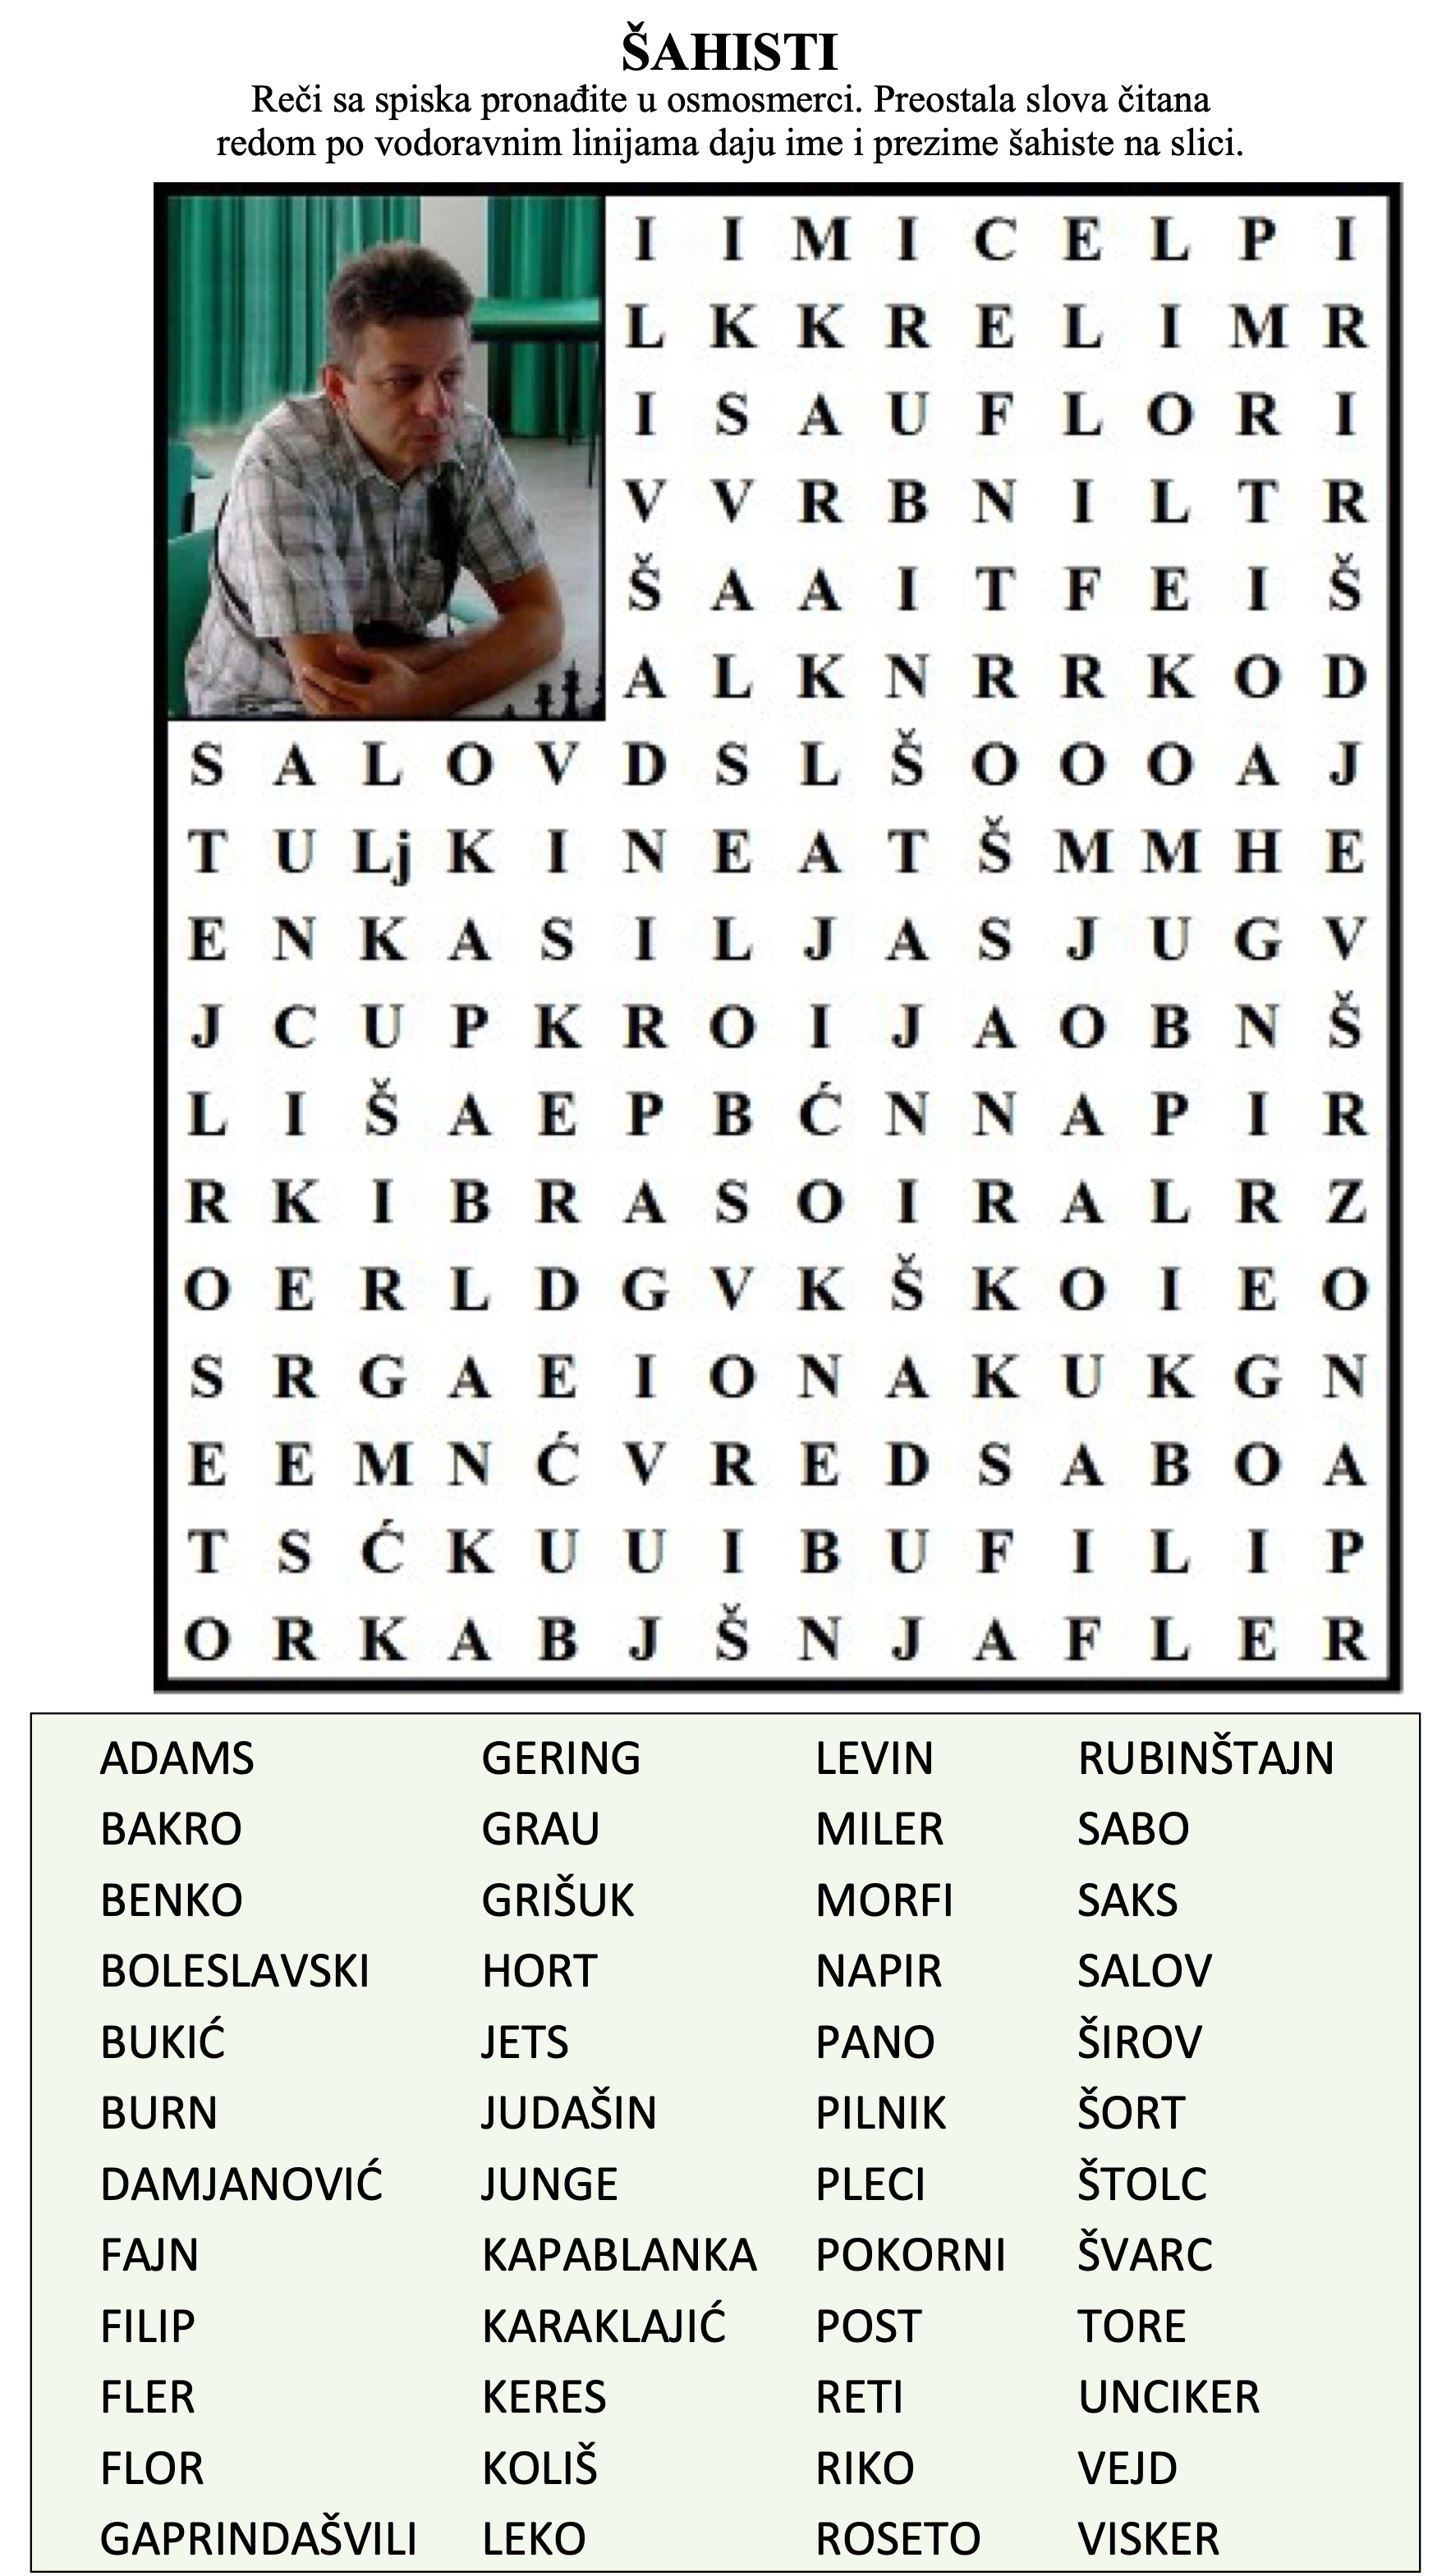 ŠAHISTI
Reči sa spiska pronađite u osmosmerci. Preostala slova čitana
redom po vodoravnim linijama daju ime i prezime šahiste na slici.
I I M I C E L P I
L K K R E L I M R
I S A U F L O R I
V V R B N I L T R
Š A A I T F E I Š
A L K N R R K O D
S A L O V D S L Š O O O A J
T U Lj K I N E A T Š M M H E
E N K A S I L J A S J U G V
J C U P K R O I J A O B N Š
L I Š A E P B Ć N N A P I R
R K I B R A S O I R A L R Z
O E R L D G V K Š K O I E O
S R G A E I O N A K U K G N
E E M N Ć V R E D S A B O A
T S Ć K U U I B U F I L I P
O R K A B J Š N J A F L E R
ADAMS GERING LEVIN RUBINŠTAJN
BAKRO GRAU MILER SABO
BENKO GRIŠUK MORFI SAKS
BOLESLAVSKI HORT NAPIR SALOV
BUKIĆ JETS PANO ŠIROV
BURN JUDAŠIN PILNIK ŠORT
DAMJANOVIĆ JUNGE PLECI ŠTOLC
FAJN KAPABLANKA POKORNI ŠVARC
FILIP KARAKLAJIĆ POST TORE
FLER KERES RETI UNCIKER
FLOR KOLIŠ RIKO VEJD
GAPRINDAŠVILI LEKO ROSETO VISKER